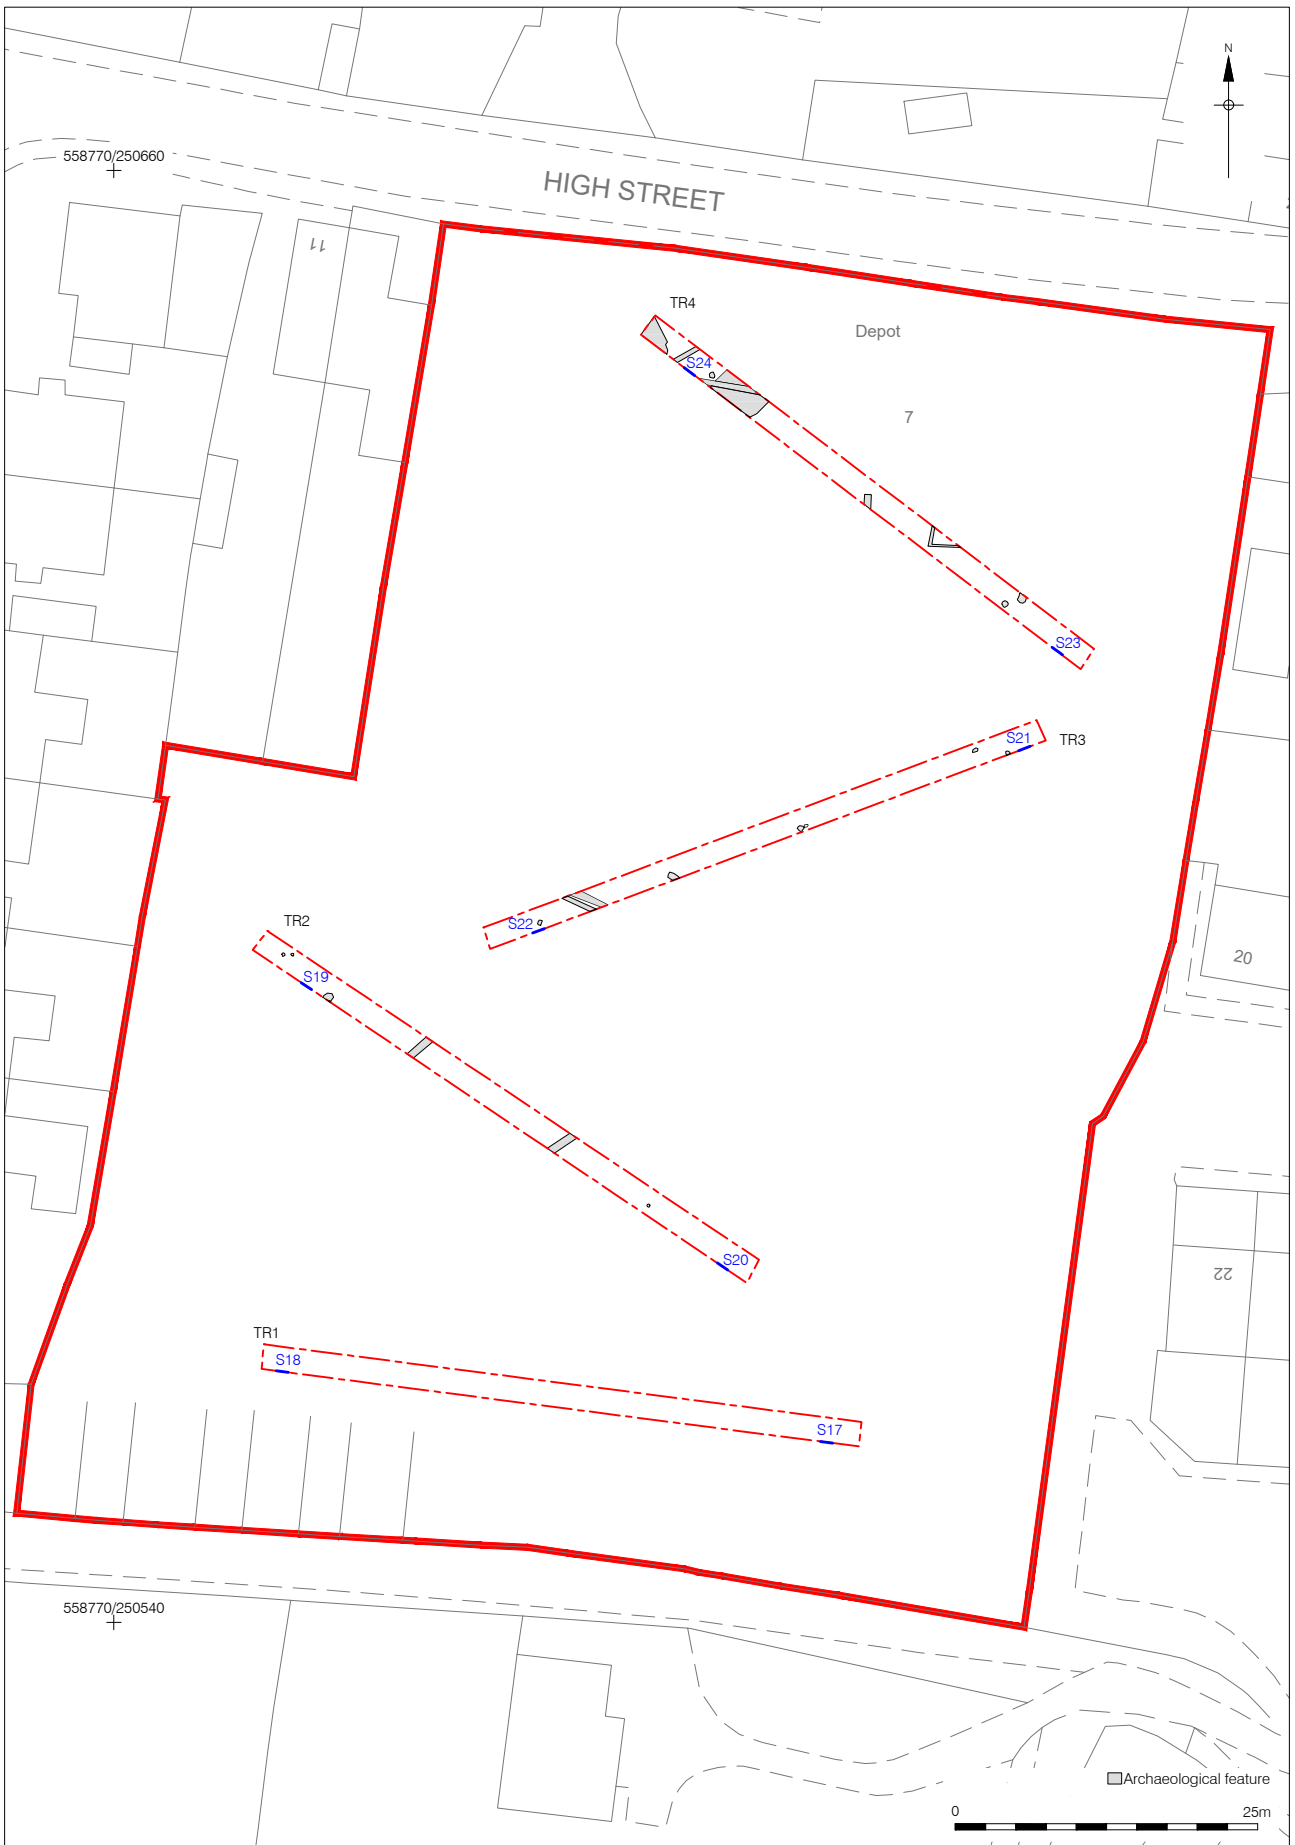 N
558770/250660
HIGH STREET
11
TR4
Depot
S24
7
S23
S21
TR3
TR2
S22
S19
20
S20
22
TR1
S18
S17
558770/250540
Archaeological feature
0 25m